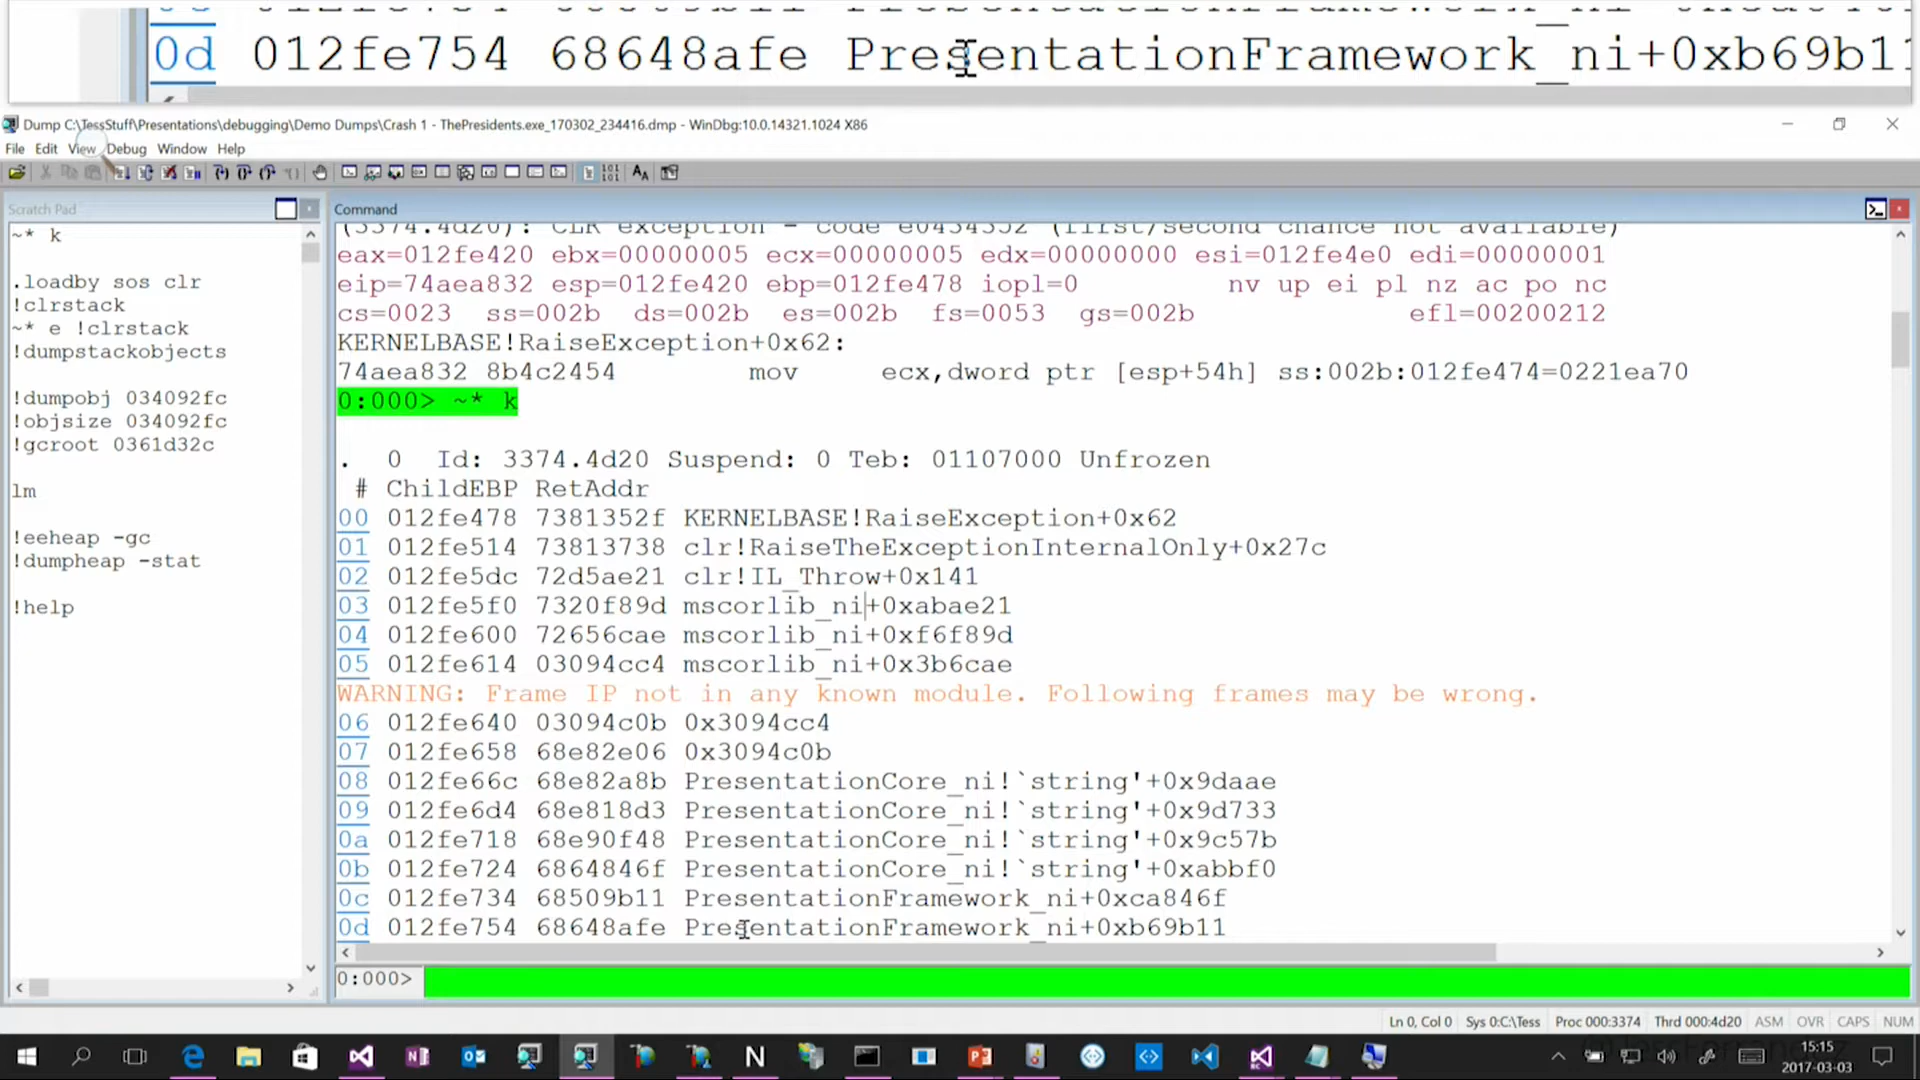 0d 012fe754 68648afe PresentationFramework_ni+0xb69b11
Dump C:\TessStuff\Presentations\debugging\Demo Dumps\Crash 1 - ThePresidents.exe_170302_234416.dmp - WinDbg:10.0.14321.1024 X86
File Edit View Debug Window Help
Scratch Pad
~* k
.loadby sos clr
!clrstack
~* e !clrstack
!dumpstackobjects
!dumpobj 034092fc
!objsize 034092fc
!gcroot 0361d32c
lm
!eeheap -gc
!dumpheap -stat
!help
Command
(3374.4d20): CLR exception - code e0434352 (first/second chance not available)
eax=012fe420 ebx=00000005 ecx=00000005 edx=00000000 esi=012fe4e0 edi=00000001
eip=74aea832 esp=012fe420 ebp=012fe478 iopl=0 nv up ei pl nz ac po nc
cs=0023 ss=002b ds=002b es=002b fs=0053 gs=002b efl=00200212
KERNELBASE!RaiseException+0x62:
74aea832 8b4c2454 mov ecx,dword ptr [esp+54h] ss:002b:012fe474=0221ea70
0:000> ~* k
. 0 Id: 3374.4d20 Suspend: 0 Teb: 01107000 Unfrozen
# ChildEBP RetAddr
00 012fe478 7381352f KERNELBASE!RaiseException+0x62
01 012fe514 73813738 clr!RaiseTheExceptionInternalOnly+0x27c
02 012fe5dc 72d5ae21 clr!IL_Throw+0x141
03 012fe5f0 7320f89d mscorlib_ni+0xabae21
04 012fe600 72656cae mscorlib_ni+0xf6f89d
05 012fe614 03094cc4 mscorlib_ni+0x3b6cae
WARNING: Frame IP not in any known module. Following frames may be wrong.
06 012fe640 03094c0b 0x3094cc4
07 012fe658 68e82e06 0x3094c0b
08 012fe66c 68e82a8b PresentationCore_ni!`string'+0x9daae
09 012fe6d4 68e818d3 PresentationCore_ni!`string'+0x9d733
0a 012fe718 68e90f48 PresentationCore_ni!`string'+0x9c57b
0b 012fe724 6864846f PresentationCore_ni!`string'+0xabbf0
0c 012fe734 68509b11 PresentationFramework_ni+0xca846f
0d 012fe754 68648afe PresentationFramework_ni+0xb69b11
0:000>
Ln 0, Col 0 Sys 0:C:\Tess Proc 000:3374 Thrd 000:4d20 ASM OVR CAPS NUM
15:15
2017-03-03